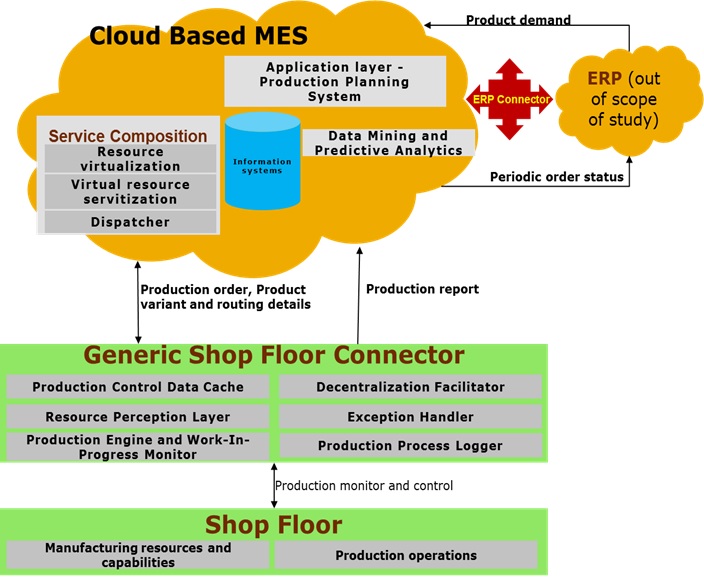 Product demand
Cloud Based MES
Application layer -
Production Planning
System
ERP Connector
ERP (out
of scope
of study)
Service Composition
Resource
virtualization
Virtual resource
servitization
Dispatcher
Information
systems
Data Mining and
Predictive Analytics
Periodic order status
Production order, Product
variant and routing details
Production report
Generic Shop Floor Connector
Production Control Data Cache
Decentralization Facilitator
Resource Perception Layer
Exception Handler
Production Engine and Work-In-
Progress Monitor
Production Process Logger
Production monitor and control
Shop Floor
Manufacturing resources and
capabilities
Production operations